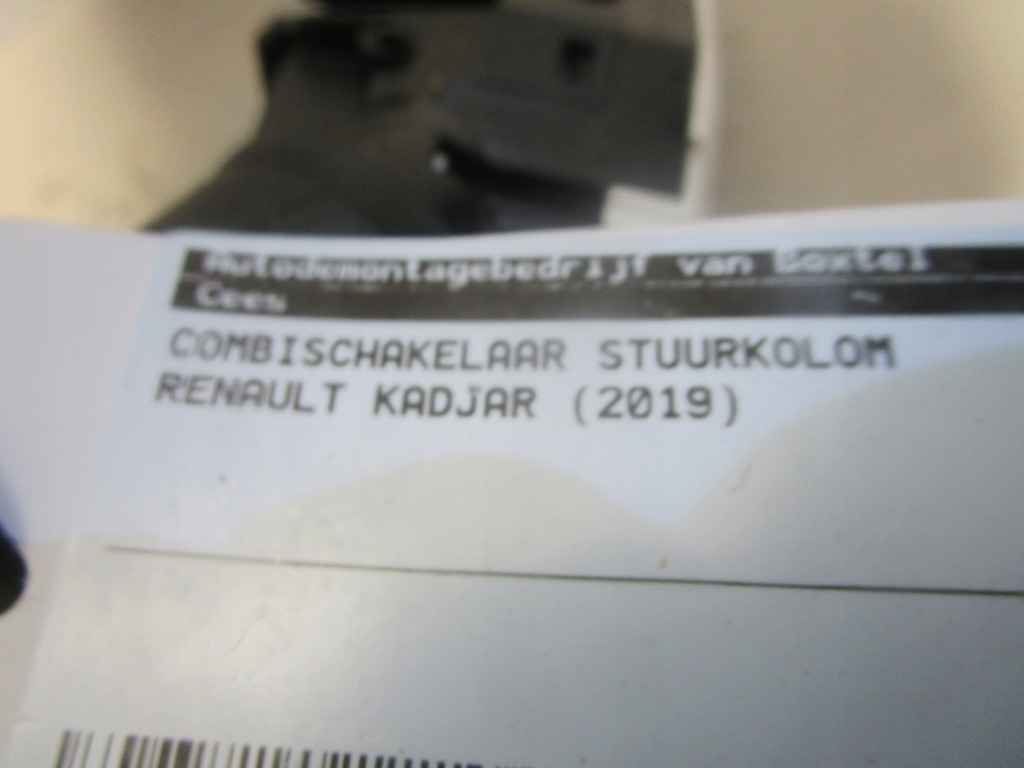 Autodemontagebedrijf van Boxtel
Cees
COMBISCHAKELAAR STUURKOLOM
RENAULT KADJAR (2019)